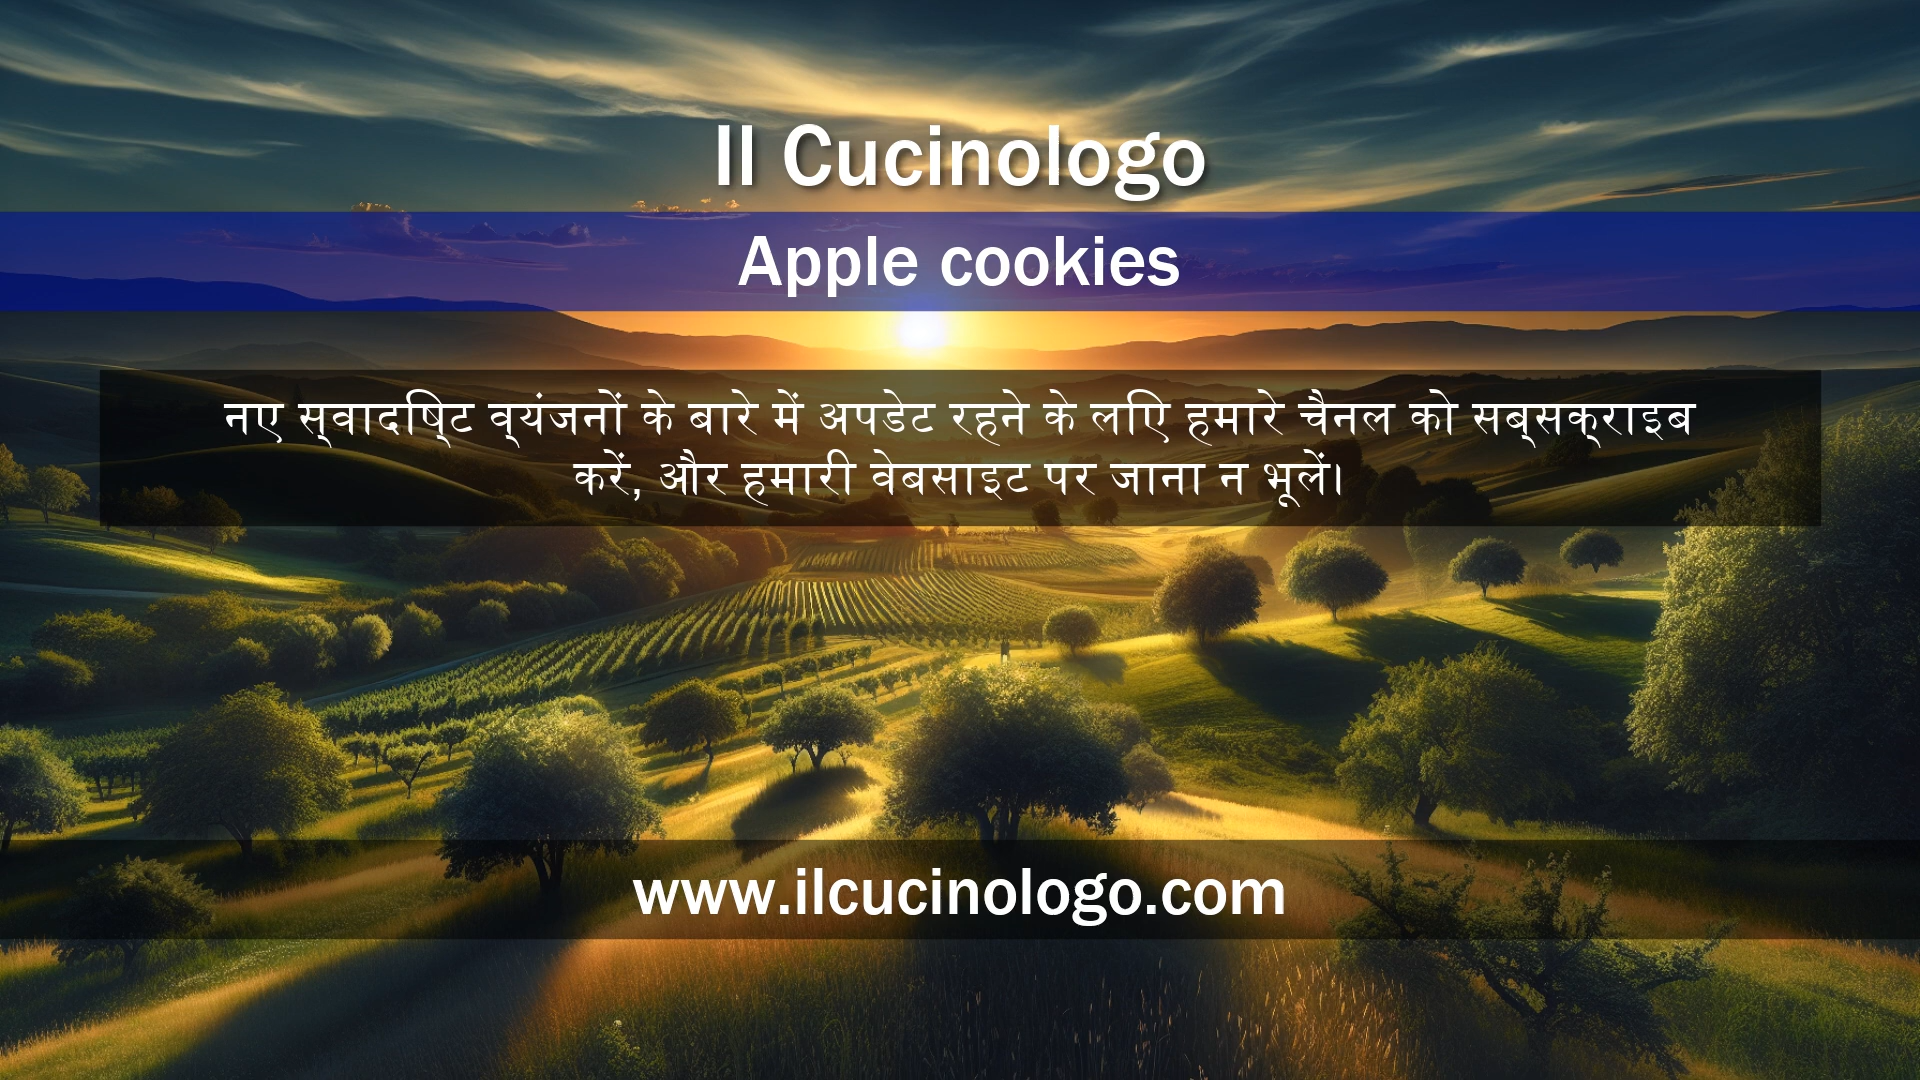 Il Cucinologo
Apple cookies
नए स्वादिष्ट व्यंजनों के बारे में अपडेट रहने के लिए हमारे चैनल को सब्सक्राइब
करें, और हमारी वेबसाइट पर जाना न भूलें।
www.ilcucinologo.com